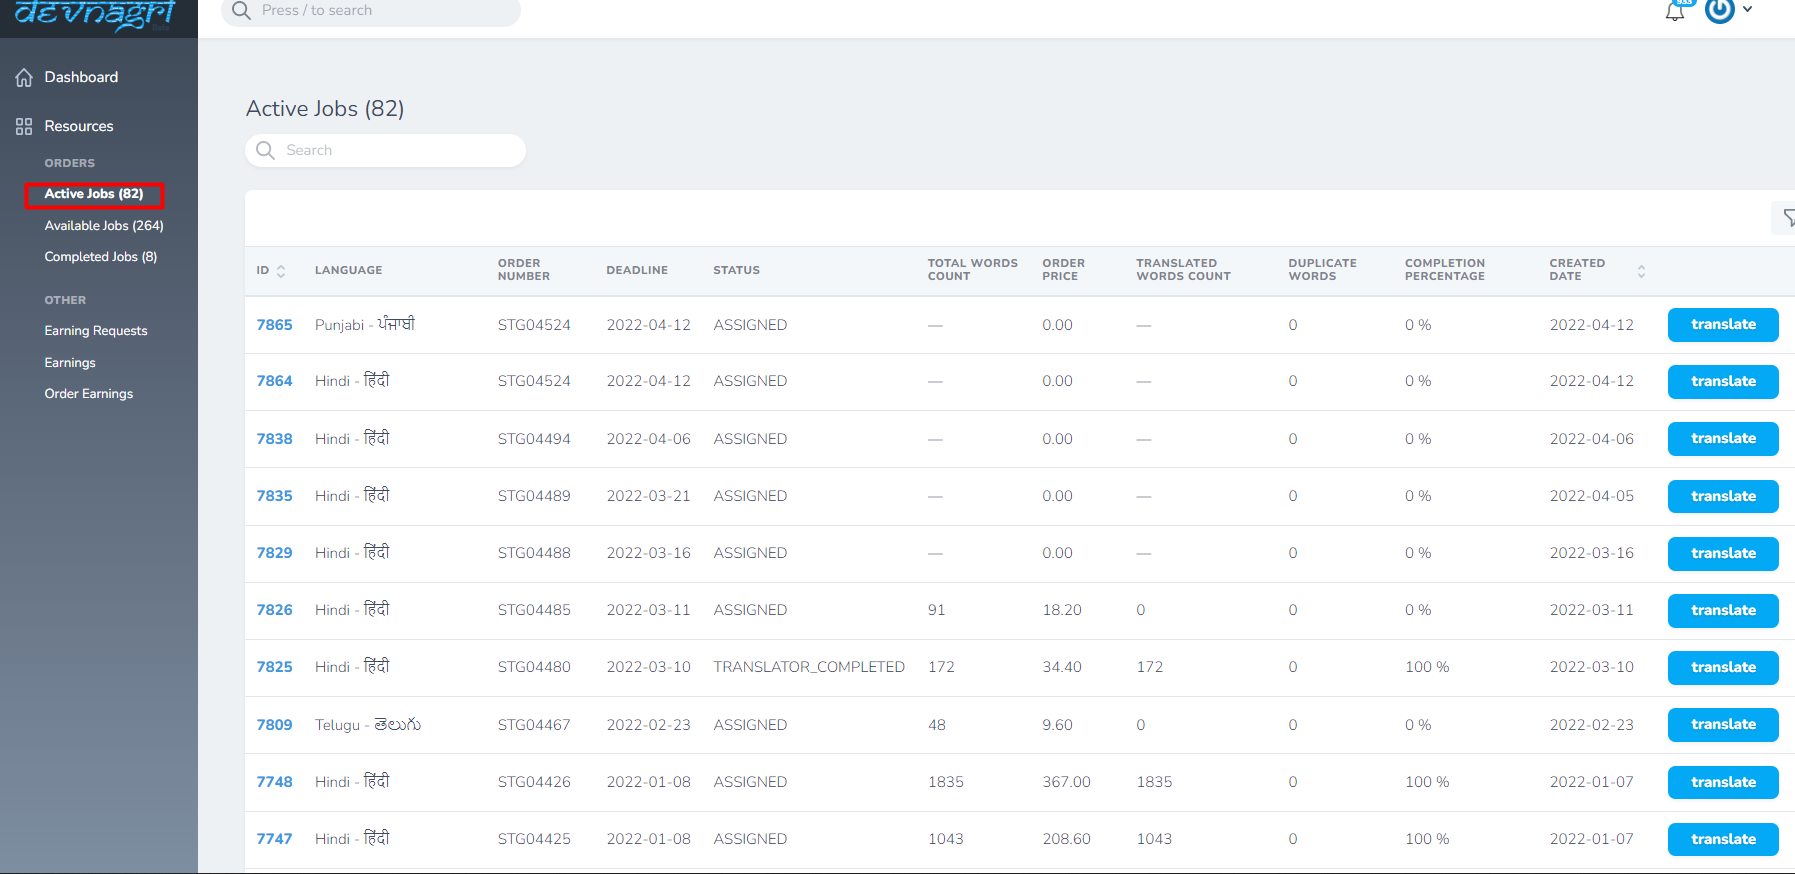 devnagri
Press / to search
933
Dashboard
Resources
ORDERS
Active Jobs (82)
Available Jobs (264)
Completed Jobs (8)
OTHER
Earning Requests
Earnings
Order Earnings
Active Jobs (82)
Search
ID LANGUAGE ORDER NUMBER DEADLINE STATUS TOTAL WORDS COUNT ORDER PRICE TRANSLATED WORDS COUNT DUPLICATE WORDS COMPLETION PERCENTAGE CREATED DATE
7865 Punjabi - ਪੰਜਾਬੀ STG04524 2022-04-12 ASSIGNED — 0.00 — 0 0 % 2022-04-12 translate
7864 Hindi - हिंदी STG04524 2022-04-12 ASSIGNED — 0.00 — 0 0 % 2022-04-12 translate
7838 Hindi - हिंदी STG04494 2022-04-06 ASSIGNED — 0.00 — 0 0 % 2022-04-06 translate
7835 Hindi - हिंदी STG04489 2022-03-21 ASSIGNED — 0.00 — 0 0 % 2022-04-05 translate
7829 Hindi - हिंदी STG04488 2022-03-16 ASSIGNED — 0.00 — 0 0 % 2022-03-16 translate
7826 Hindi - हिंदी STG04485 2022-03-11 ASSIGNED 91 18.20 0 0 0 % 2022-03-11 translate
7825 Hindi - हिंदी STG04480 2022-03-10 TRANSLATOR_COMPLETED 172 34.40 172 0 100 % 2022-03-10 translate
7809 Telugu - తెలుగు STG04467 2022-02-23 ASSIGNED 48 9.60 0 0 0 % 2022-02-23 translate
7748 Hindi - हिंदी STG04426 2022-01-08 ASSIGNED 1835 367.00 1835 0 100 % 2022-01-07 translate
7747 Hindi - हिंदी STG04425 2022-01-08 ASSIGNED 1043 208.60 1043 0 100 % 2022-01-07 translate